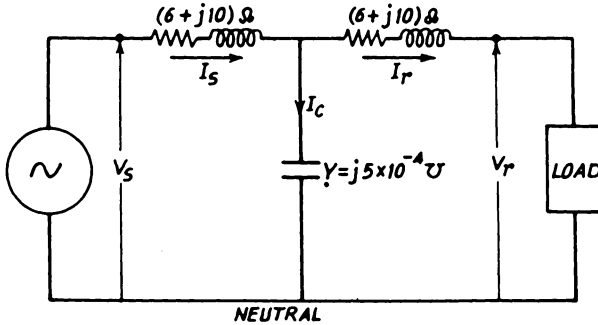 (6+j10)Ω (6+j10)Ω
I_s I_r
I_c
V_s Y=j5×10⁻⁴ ℧ V_r LOAD
NEUTRAL